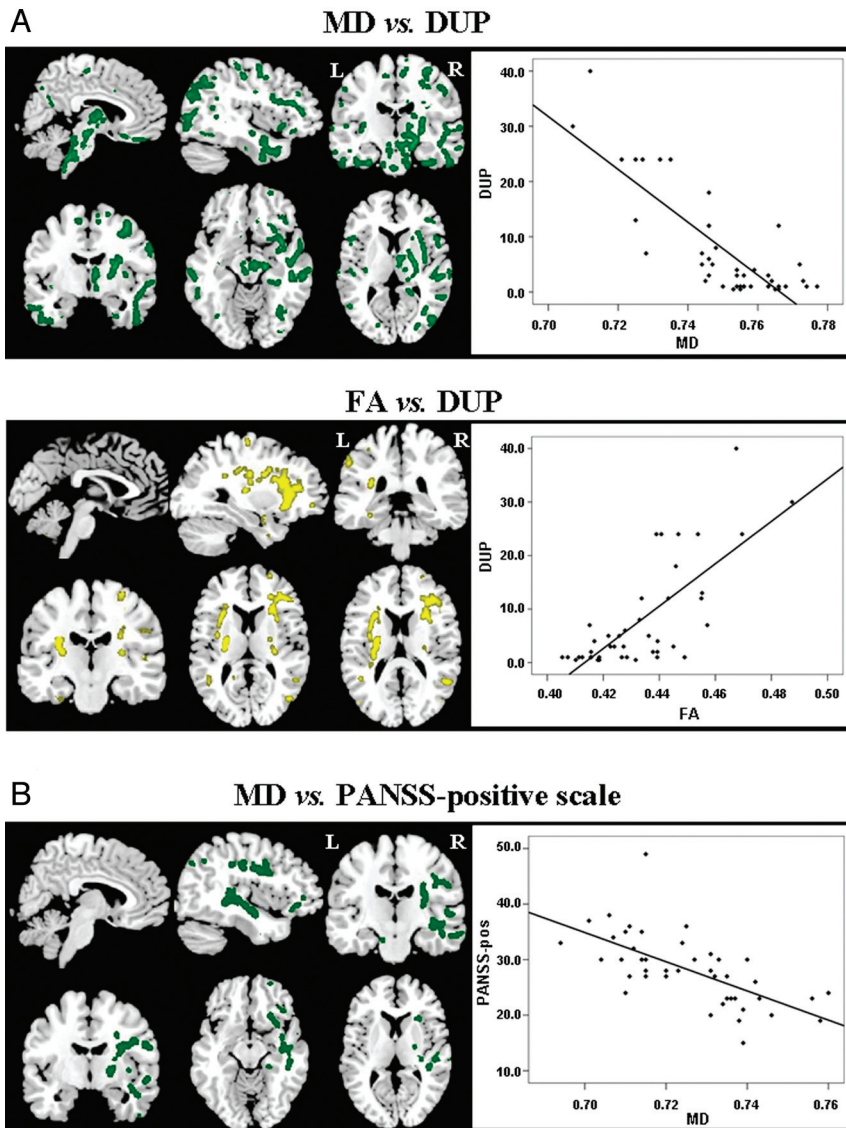 A
MD vs. DUP
L R
40.0
30.0
20.0
10.0
0.0
DUP
0.70 0.72 0.74 0.76 0.78
MD
FA vs. DUP
L R
40.0
30.0
20.0
10.0
0.0
DUP
0.40 0.42 0.44 0.46 0.48 0.50
FA
B
MD vs. PANSS-positive scale
L R
50.0
40.0
30.0
20.0
10.0
PANSS-pos
0.70 0.72 0.74 0.76
MD